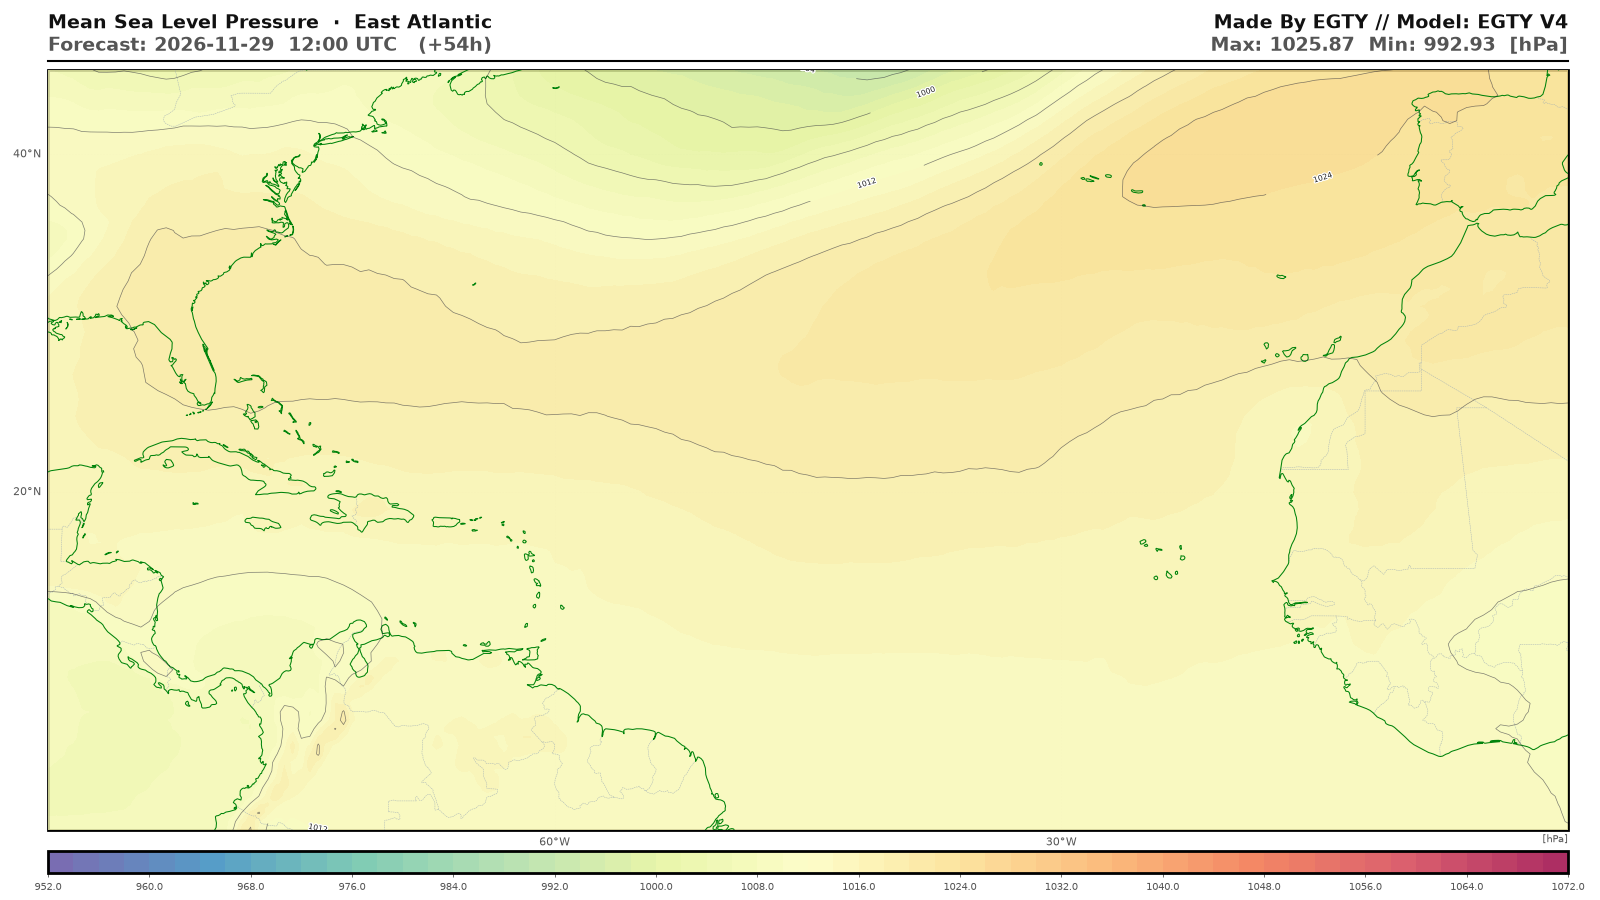 Mean Sea Level Pressure · East Atlantic
Made By EGTY // Model: EGTY V4
Forecast: 2026-11-29 12:00 UTC (+54h)
Max: 1025.87 Min: 992.93 [hPa]
1000
40°N
1012
1024
20°N
1012
60°W
30°W
[hPa]
952.0 960.0 968.0 976.0 984.0 992.0 1000.0 1008.0 1016.0 1024.0 1032.0 1040.0 1048.0 1056.0 1064.0 1072.0